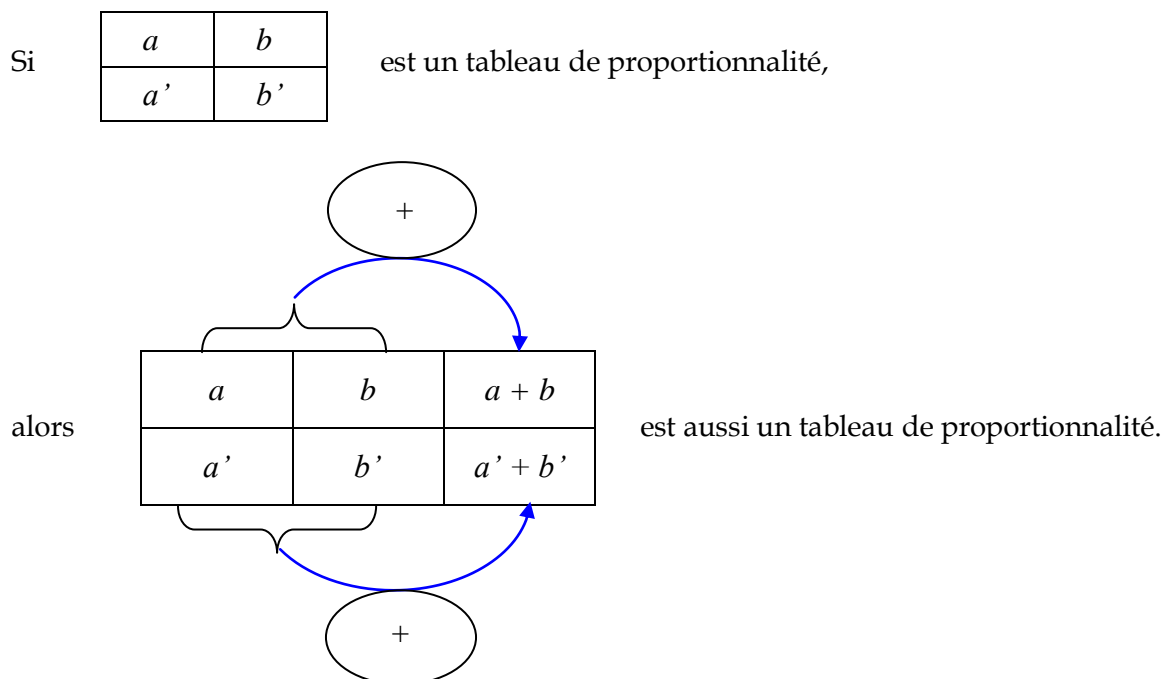 Si a b est un tableau de proportionnalité,
a’ b’
+
a b a + b
alors est aussi un tableau de proportionnalité.
a’ b’ a’ + b’
+